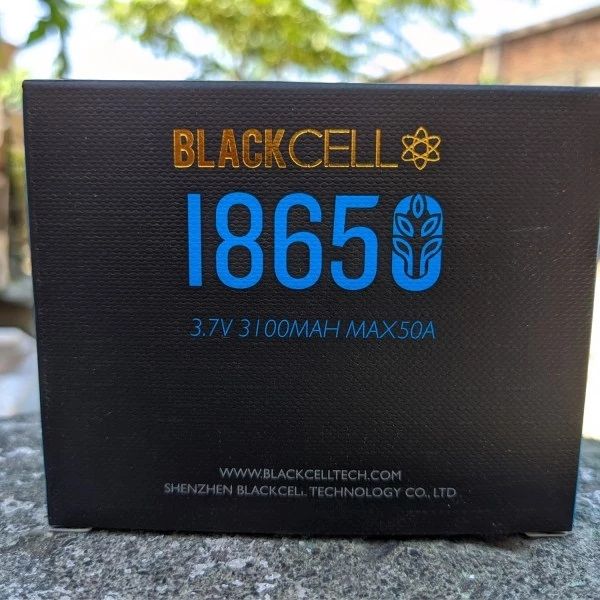 BLACKCELL
18650
3.7V 3100MAH MAX50A
WWW.BLACKCELLTECH.COM
SHENZHEN BLACKCELL TECHNOLOGY CO., LTD